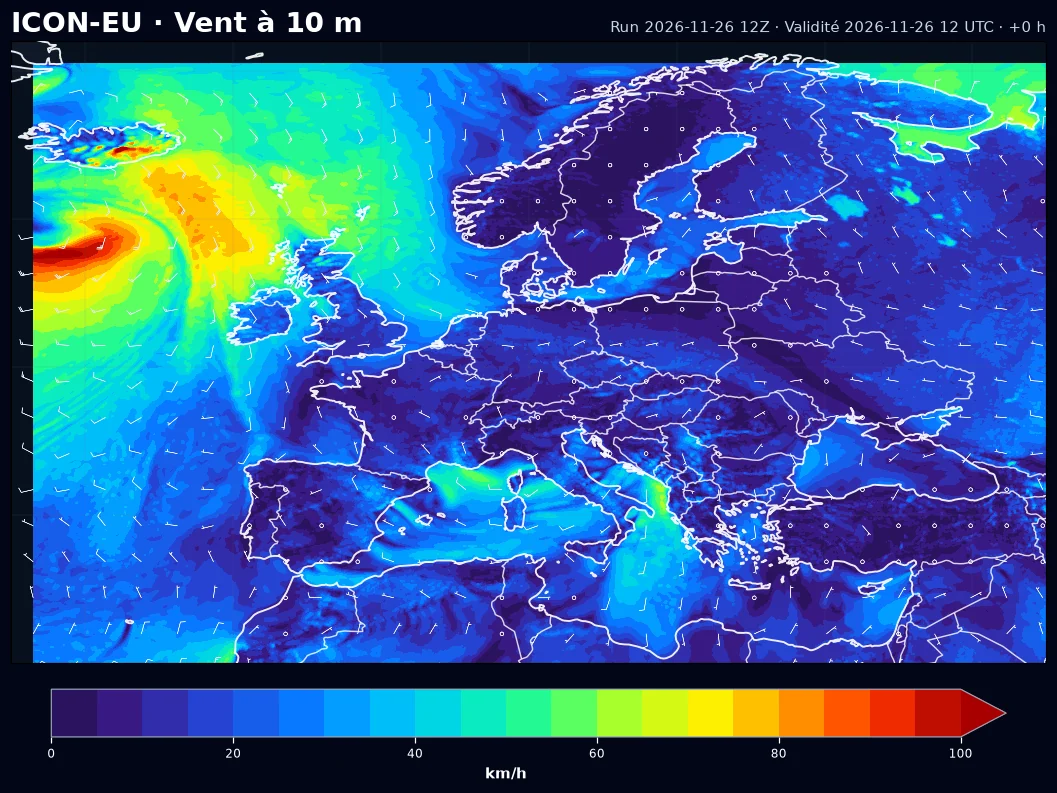 ICON-EU · Vent à 10 m
Run 2026-11-26 12Z · Validité 2026-11-26 12 UTC · +0 h
0 20 40 60 80 100
km/h